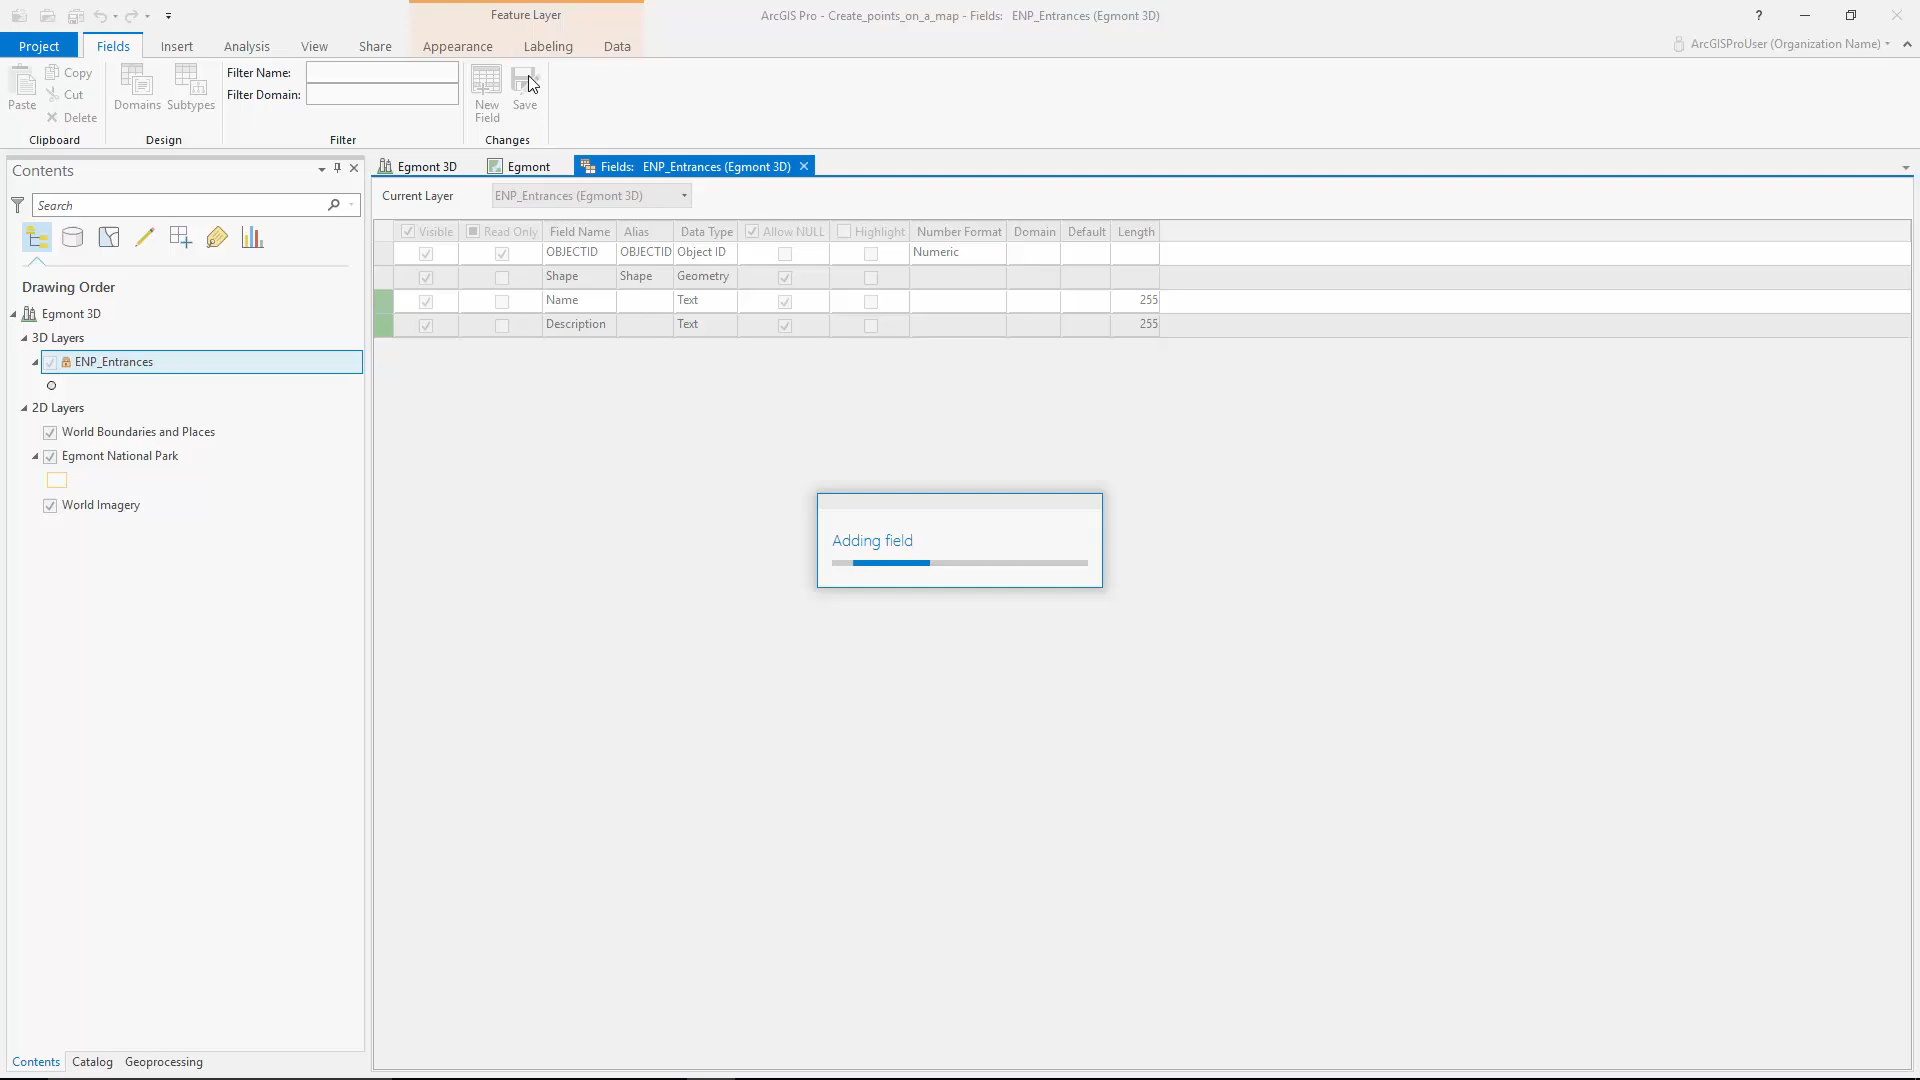 Feature Layer
ArcGIS Pro - Create_points_on_a_map - Fields: ENP_Entrances (Egmont 3D)
?
Project Fields Insert Analysis View Share Appearance Labeling Data
ArcGISProUser (Organization Name)
Paste
Copy
Cut
Delete
Clipboard
Domains Subtypes
Design
Filter Name:
Filter Domain:
Filter
New Field
Save
Changes
Contents
Search
Drawing Order
Egmont 3D
3D Layers
ENP_Entrances
2D Layers
World Boundaries and Places
Egmont National Park
World Imagery
Contents Catalog Geoprocessing
Egmont 3D Egmont Fields: ENP_Entrances (Egmont 3D)
Current Layer ENP_Entrances (Egmont 3D)
Visible Read Only Field Name Alias Data Type Allow NULL Highlight Number Format Domain Default Length
OBJECTID OBJECTID Object ID Numeric
Shape Shape Geometry
Name Text 255
Description Text 255
Adding field